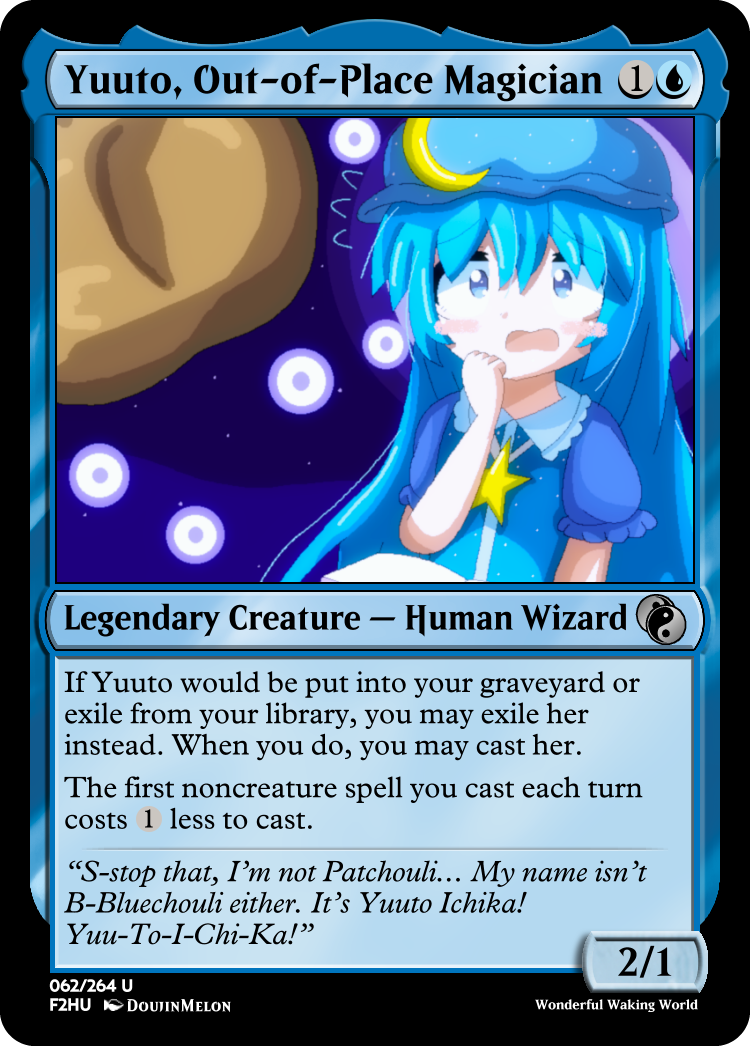 Yuuto, Out-of-Place Magician 1
Legendary Creature — Human Wizard
If Yuuto would be put into your graveyard or
exile from your library, you may exile her
instead. When you do, you may cast her.
The first noncreature spell you cast each turn
costs 1 less to cast.
“S-stop that, I’m not Patchouli… My name isn’t
B-Bluechouli either. It’s Yuuto Ichika!
Yuu-To-I-Chi-Ka!”
2/1
062/264 U
F2HU DoujinMelon
Wonderful Waking World